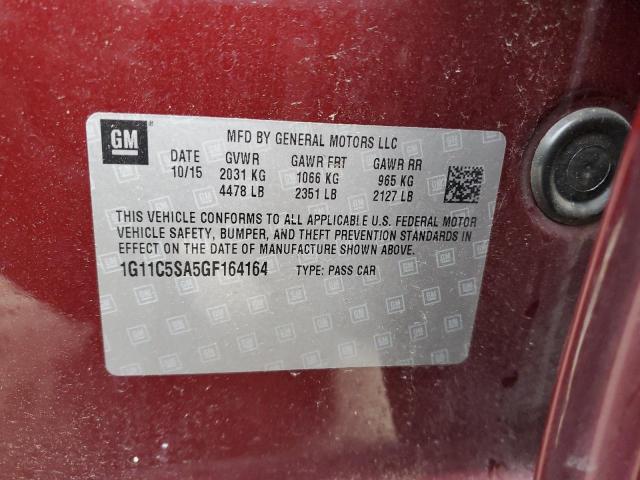 GM
MFD BY GENERAL MOTORS LLC
DATE GVWR GAWR FRT GAWR RR
10/15 2031 KG 1066 KG 965 KG
4478 LB 2351 LB 2127 LB
THIS VEHICLE CONFORMS TO ALL APPLICABLE U.S. FEDERAL MOTOR
VEHICLE SAFETY, BUMPER, AND THEFT PREVENTION STANDARDS IN
EFFECT ON THE DATE OF MANUFACTURE SHOWN ABOVE.
1G11C5SA5GF164164 TYPE: PASS CAR